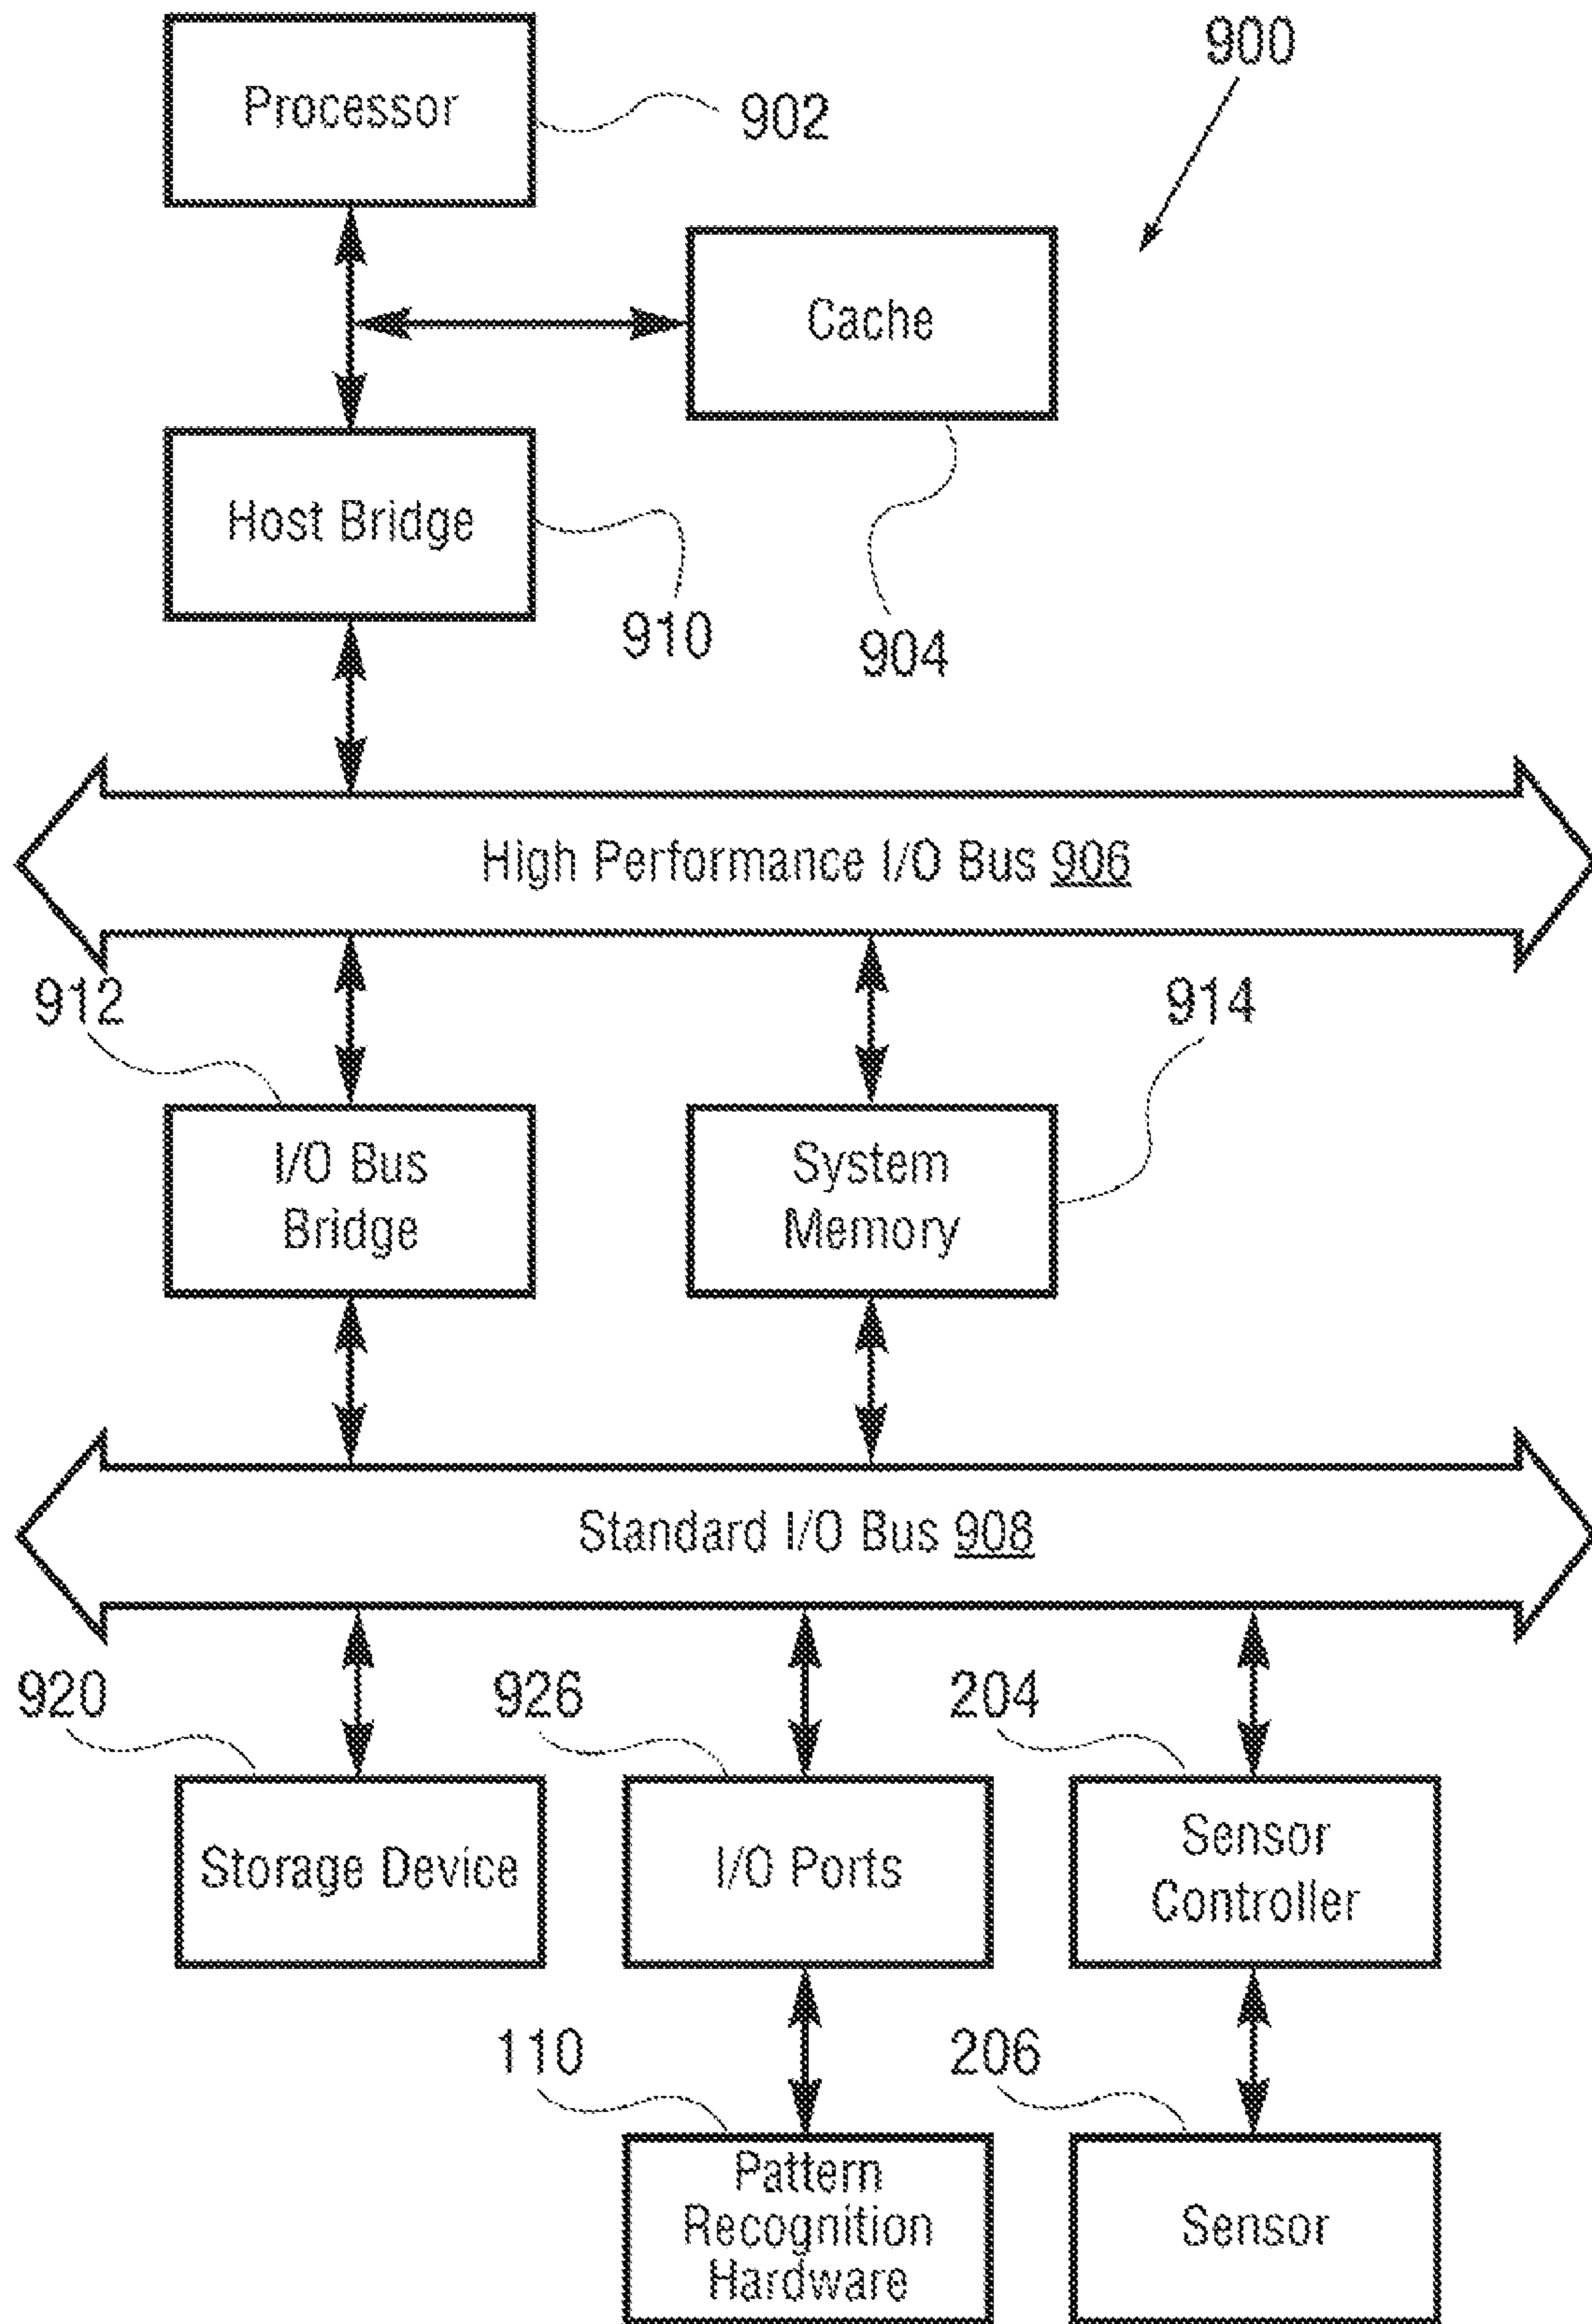 900
Processor
902
Cache
Host Bridge
910
904
High Performance I/O Bus 906
912
914
I/O Bus
Bridge
System
Memory
Standard I/O Bus 908
920
926
204
Storage Device
I/O Ports
Sensor
Controller
110
206
Pattern
Recognition
Hardware
Sensor